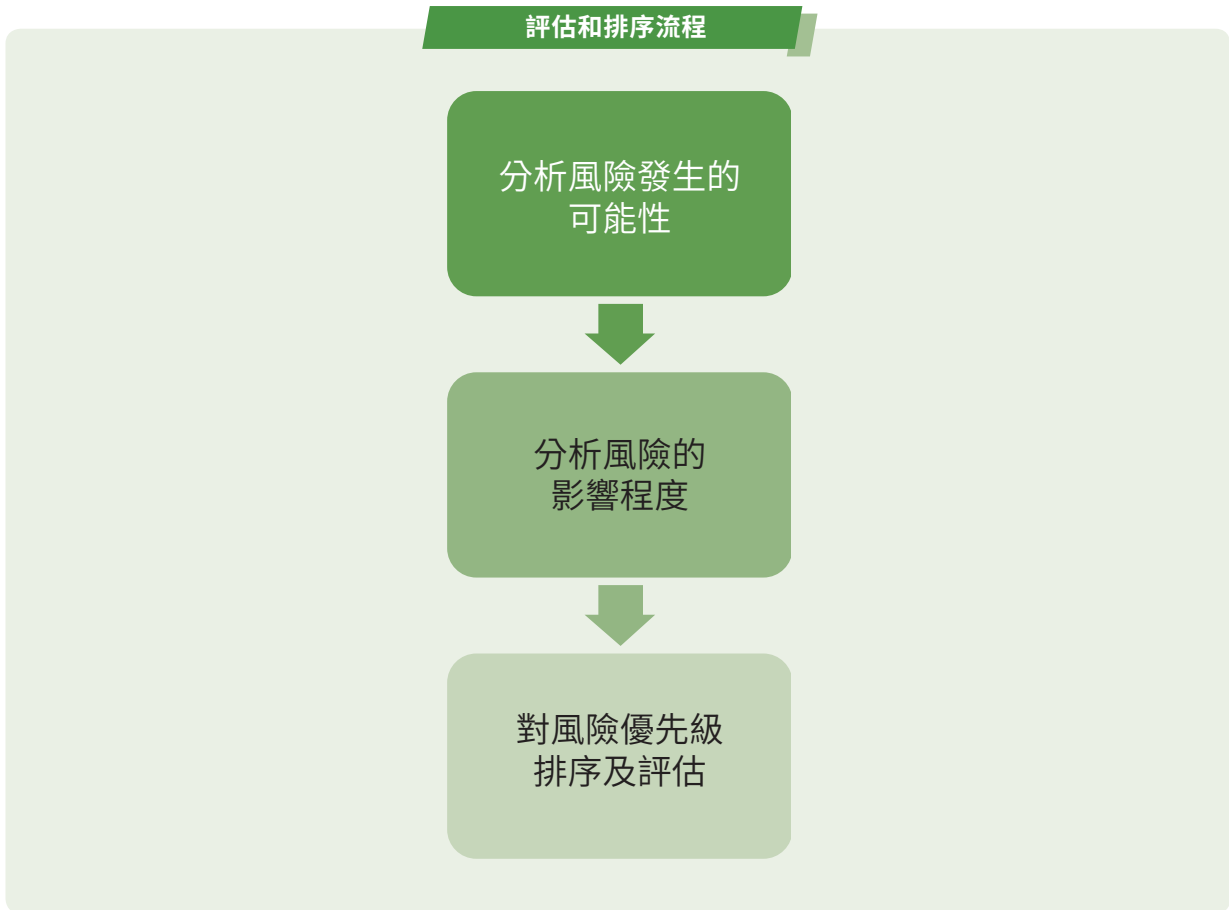 評估和排序流程
分析風險發生的
可能性
分析風險的
影響程度
對風險優先級
排序及評估